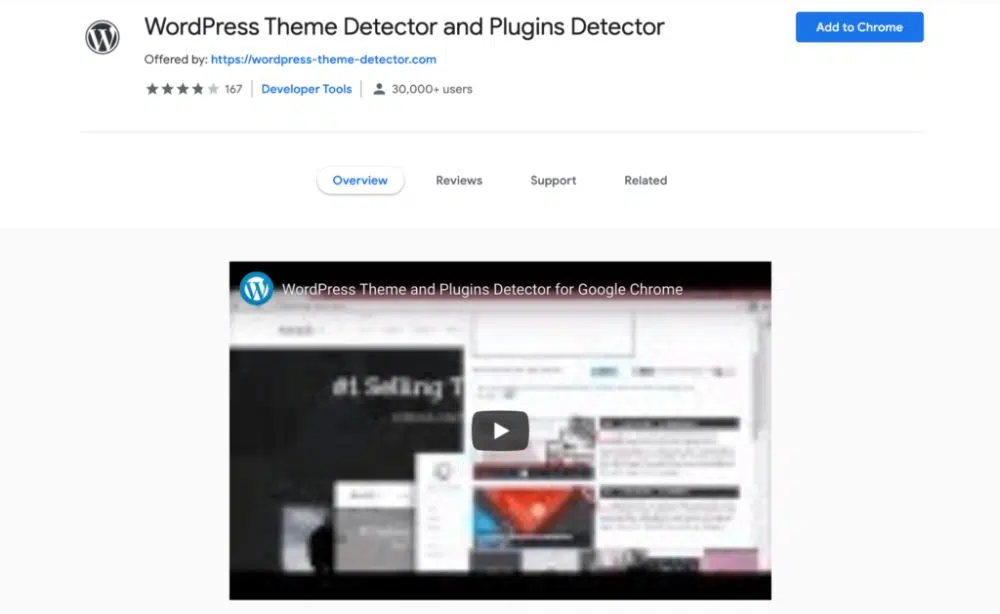 WordPress Theme Detector and Plugins Detector
Add to Chrome
Offered by: https://wordpress-theme-detector.com
167
Developer Tools
30,000+ users
Overview
Reviews
Support
Related
WordPress Theme and Plugins Detector for Google Chrome
#1 Selling